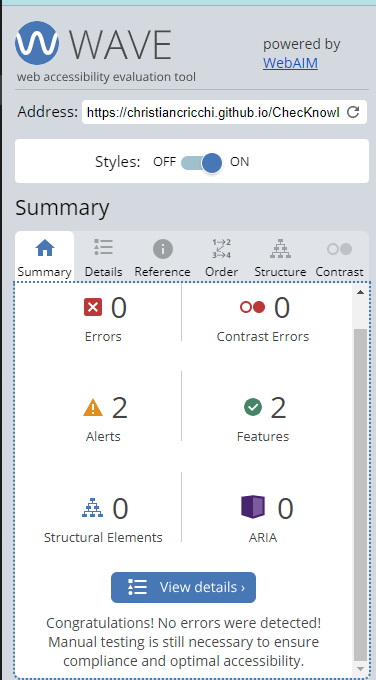 WAVE
powered by
WebAIM
web accessibility evaluation tool
Address: https://christiancricchi.github.io/ChecKnowl
Styles: OFF ON
Summary
Summary Details Reference Order Structure Contrast
0 0
Errors Contrast Errors
2 2
Alerts Features
0 0
Structural Elements ARIA
View details ›
Congratulations! No errors were detected!
Manual testing is still necessary to ensure
compliance and optimal accessibility.